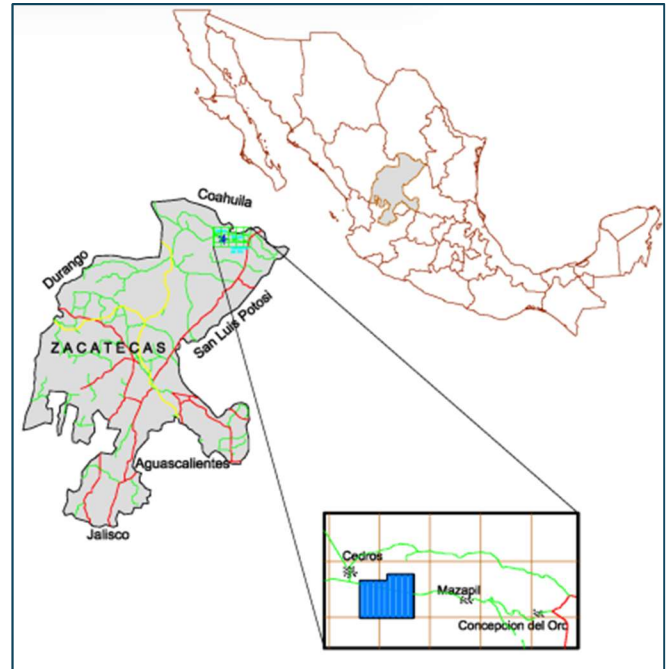 Coahuila
Durango
San Luis Potosi
ZACATECAS
Aguascalientes
Jalisco
Cedros
Mazapil
Concepcion del Oro